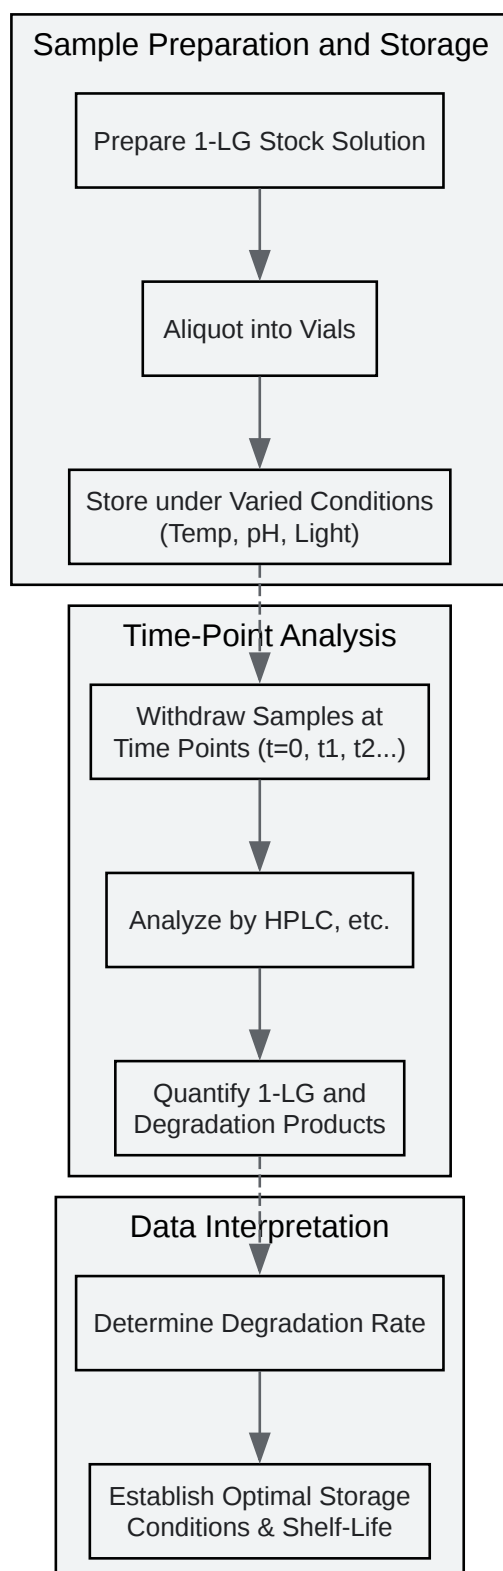 Sample Preparation and Storage
Prepare 1-LG Stock Solution
Aliquot into Vials
Store under Varied Conditions
(Temp, pH, Light)
Time-Point Analysis
Withdraw Samples at
Time Points (t=0, t1, t2...)
Analyze by HPLC, etc.
Quantify 1-LG and
Degradation Products
Data Interpretation
Determine Degradation Rate
Establish Optimal Storage
Conditions & Shelf-Life